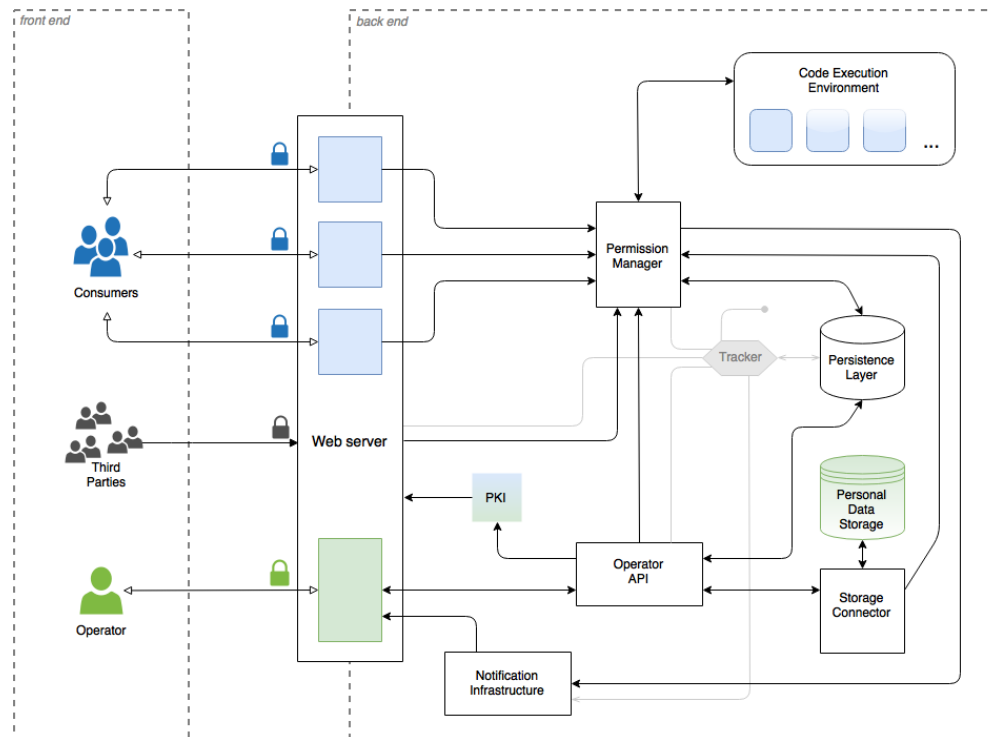 front end
back end
Code Execution
Environment
...
Permission
Manager
Consumers
Tracker
Persistence
Layer
Web server
Third
Parties
PKI
Personal
Data
Storage
Operator
API
Storage
Connector
Operator
Notification
Infrastructure